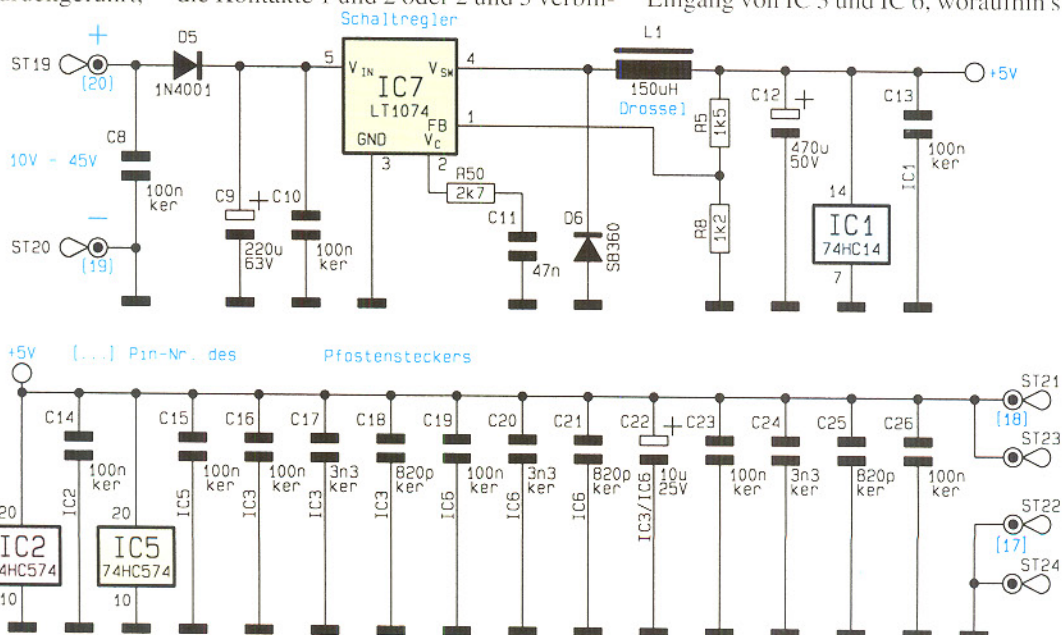 die Kontakte 1 und 2 oder 2 und 3 verbin-
Eingang von IC 5 und IC 6, woraufhin s
Schaltregler
+
D5
ST19
[20]
1N4001
5
VIN
VSW
4
IC7
LT1074
FB
1
GND
VC
3
2
L1
150uH
Drossel
+5V
C8
10V - 45V
100n
ker
−
ST20
[19]
C9
+
220u
63V
C10
100n
ker
R50
2k7
C11
47n
D6
SB360
R5
1k5
R8
1k2
C12
+
470u
50V
14
IC1
74HC14
7
C13
100n
ker
IC1
+5V
[...] Pin-Nr. des
Pfostensteckers
C14
100n
ker
IC2
C15
100n
ker
IC5
C16
100n
ker
IC3
C17
3n3
ker
IC3
C18
820p
ker
IC3
C19
100n
ker
IC6
C20
3n3
ker
IC6
C21
820p
ker
IC6
C22
+
10u
25V
IC3/IC6
C23
100n
ker
C24
3n3
ker
C25
820p
ker
C26
100n
ker
ST21
[18]
ST23
ST22
[17]
ST24
20
IC2
4HC574
10
20
IC5
74HC574
10